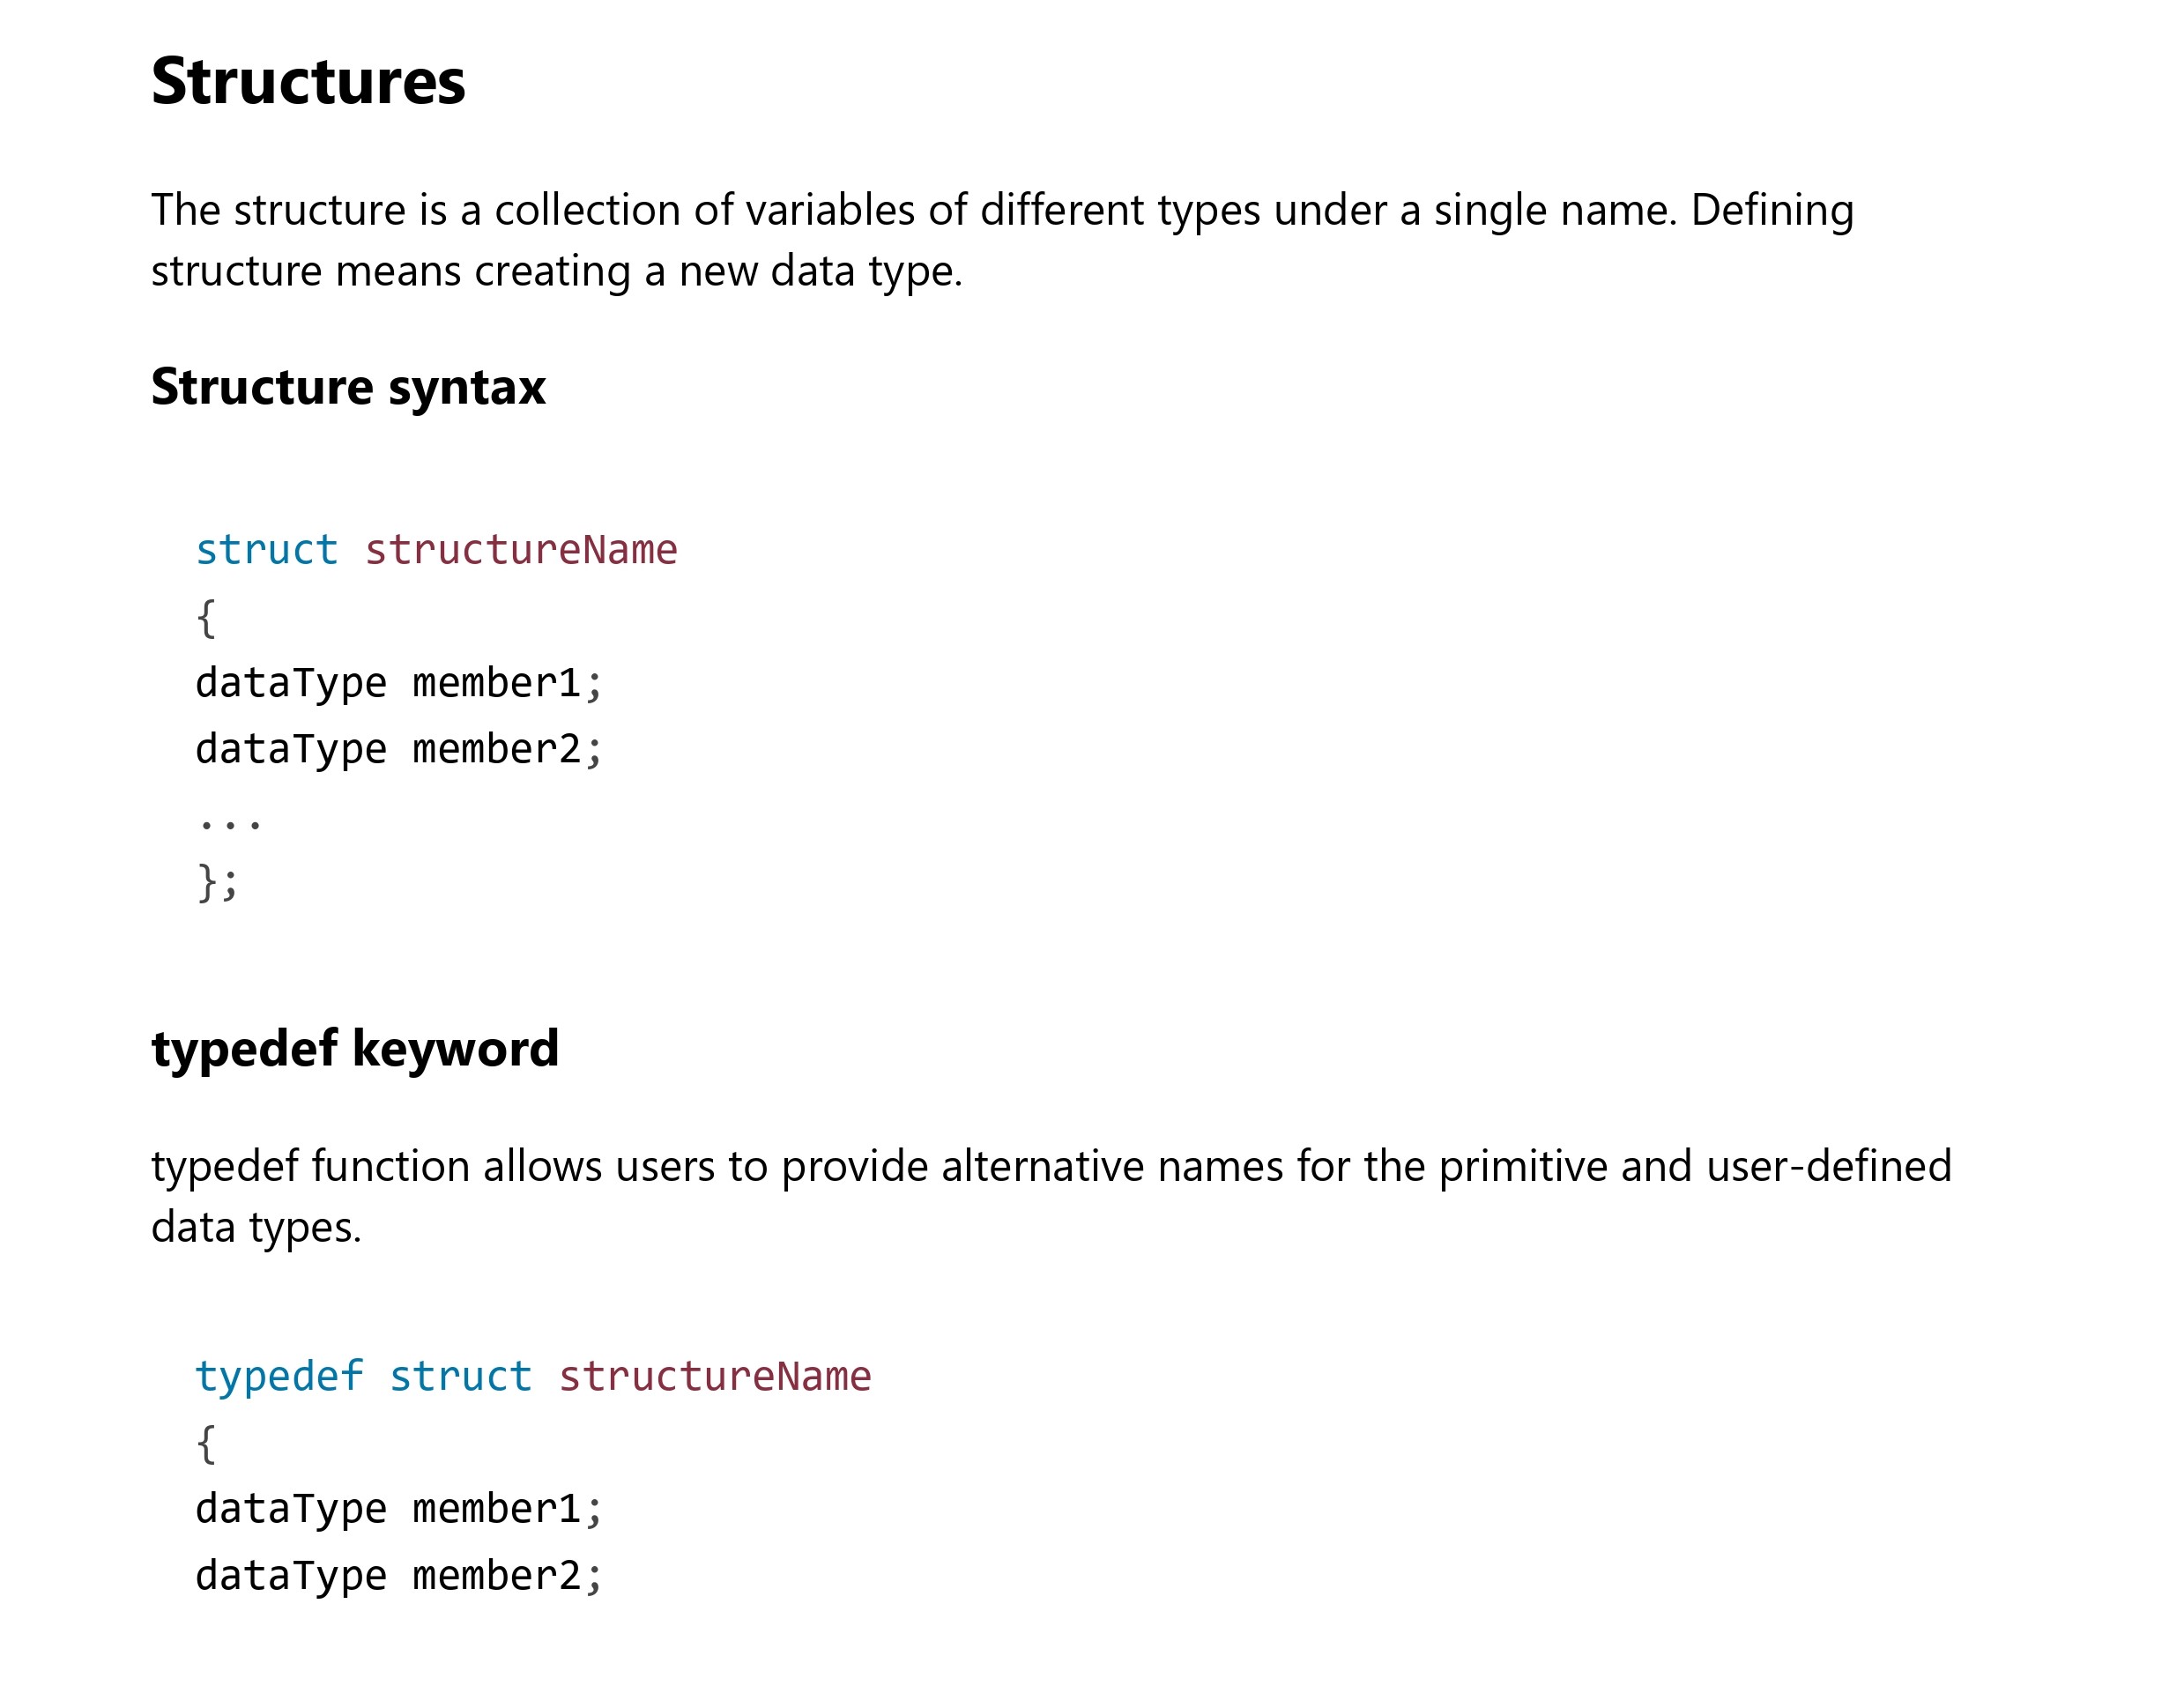 Structures
The structure is a collection of variables of different types under a single name. Defining
structure means creating a new data type.
Structure syntax
struct structureName
{
dataType member1;
dataType member2;
...
};
typedef keyword
typedef function allows users to provide alternative names for the primitive and user-defined
data types.
typedef struct structureName
{
dataType member1;
dataType member2;